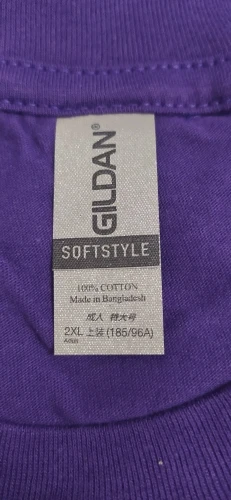 GILDAN®
SOFTSTYLE
100% COTTON
Made in Bangladesh
成人 特大号
2XL 上装 (185/96A)